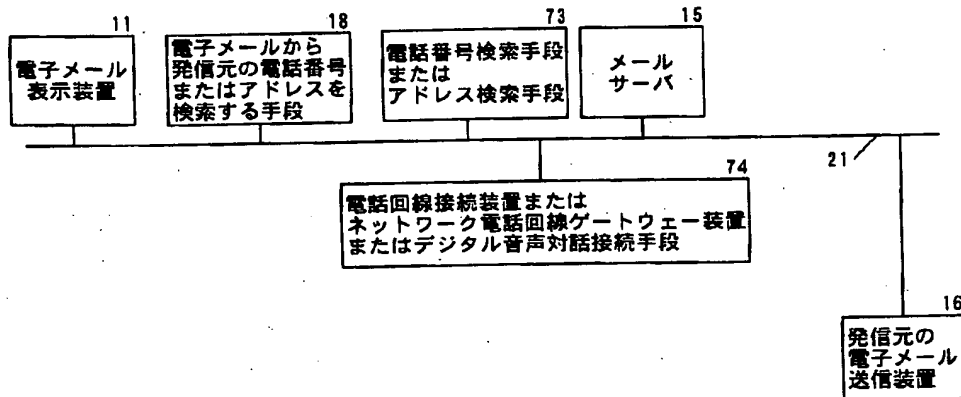 11
電子メール
表示装置
18
電子メールから
発信元の電話番号
またはアドレスを
検索する手段
73
電話番号検索手段
または
アドレス検索手段
15
メール
サーバ
21
74
電話回線接続装置または
ネットワーク電話回線ゲートウェー装置
またはデジタル音声対話接続手段
16
発信元の
電子メール
送信装置